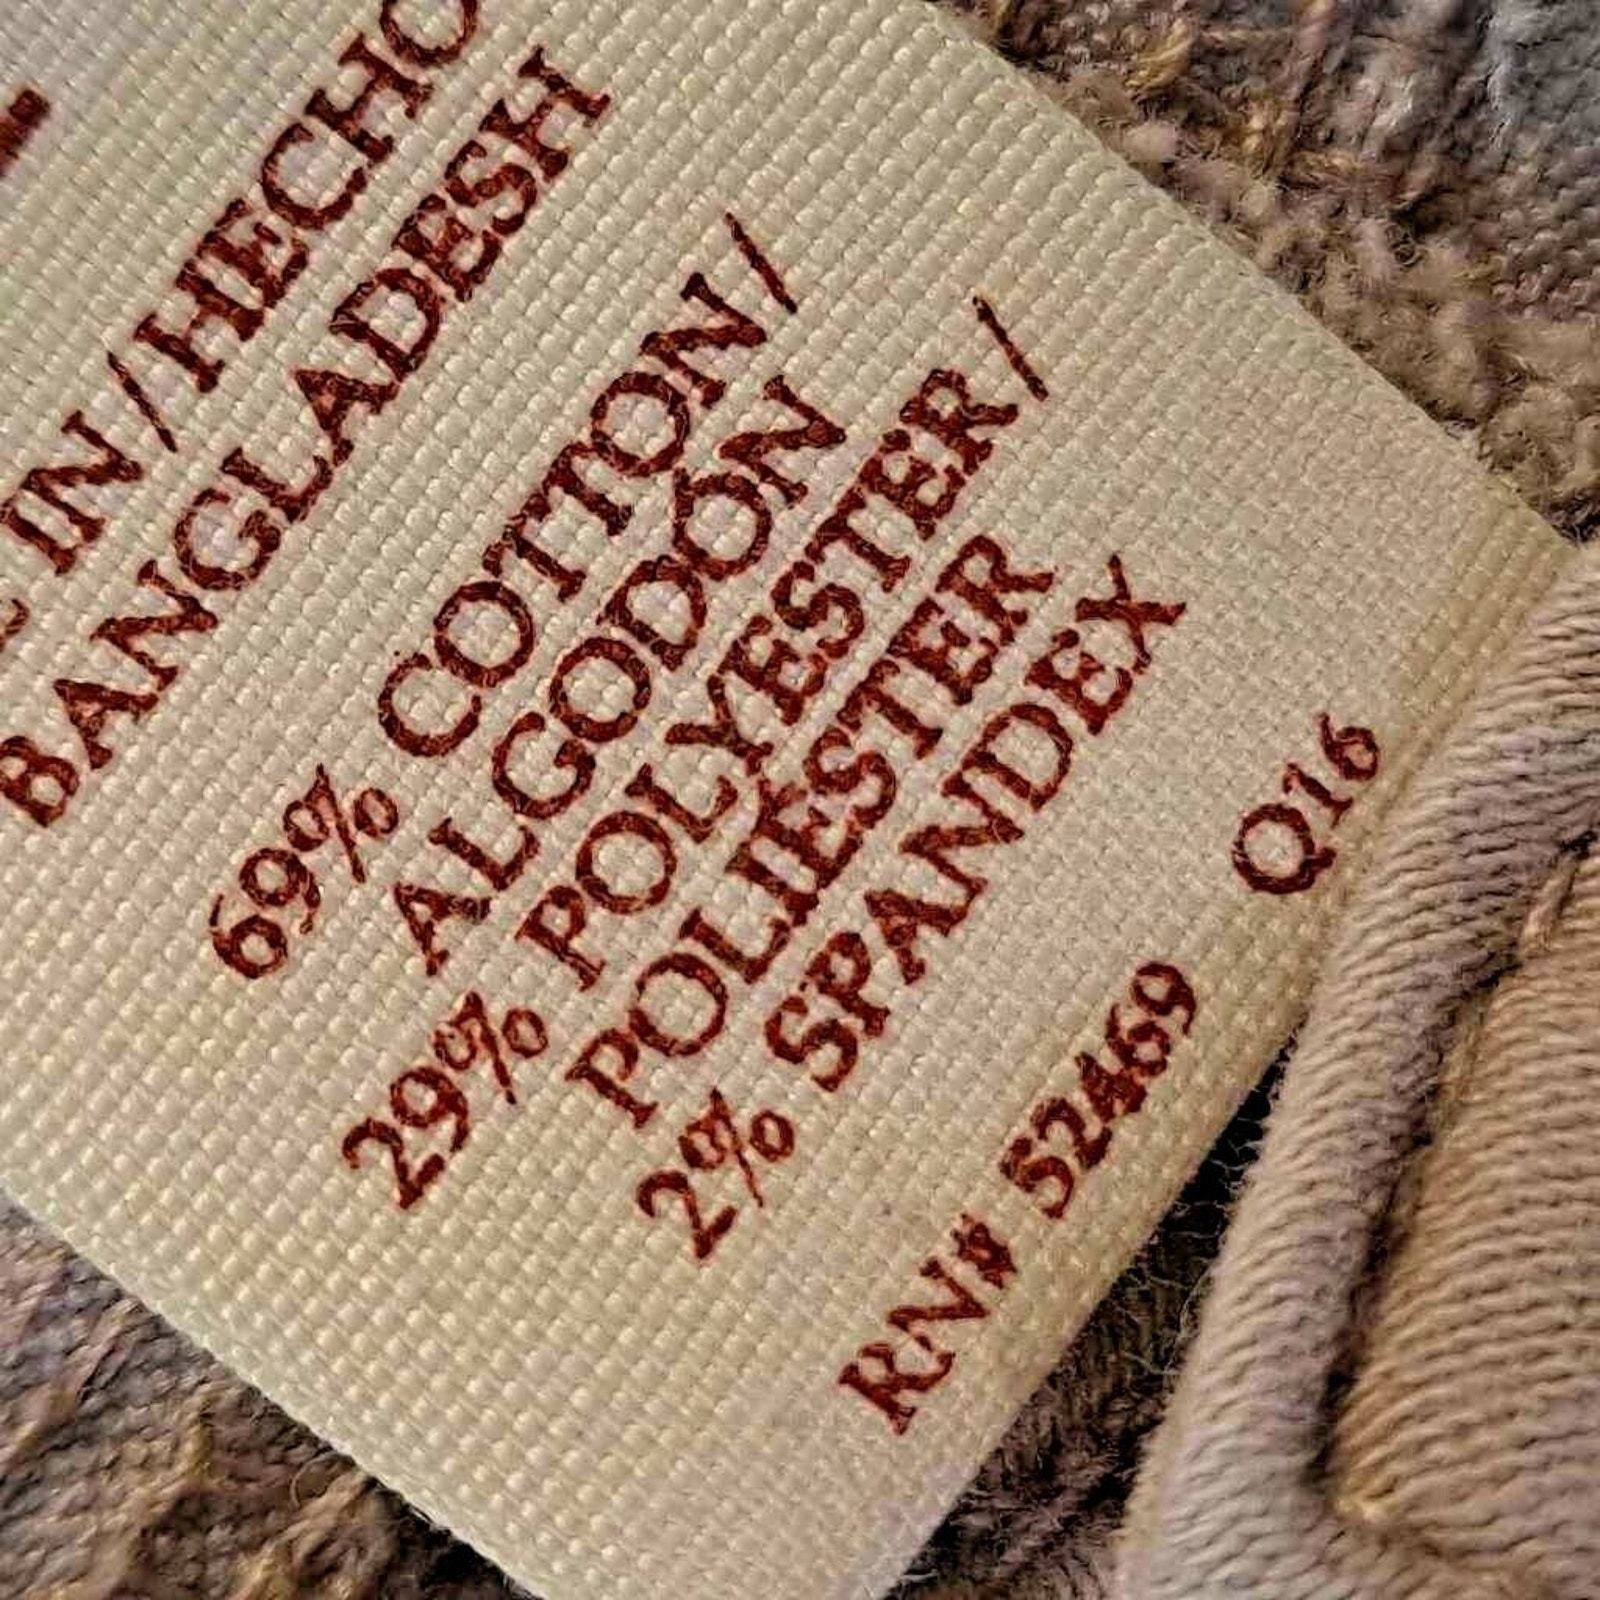 IN/HECHO
BANGLADESH
69% COTTON/
ALGODÓN
29% POLYESTER/
POLIESTER
2% SPANDEX
Q16
RN# 52469